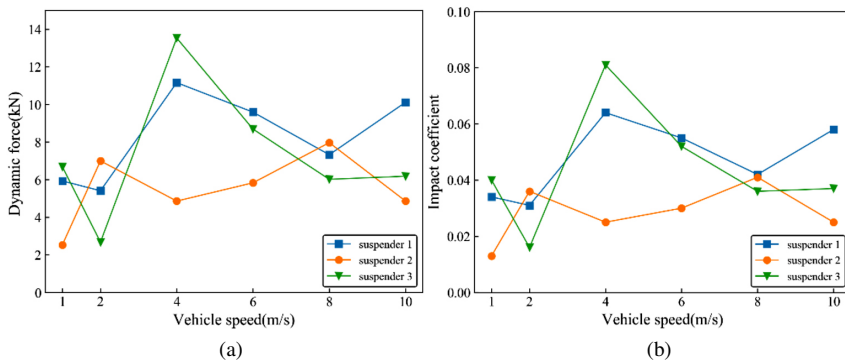 14
12
10
8
6
4
2
0
Dynamic force(kN)
1 2 4 6 8 10
Vehicle speed(m/s)
suspender 1
suspender 2
suspender 3
(a)
0.10
0.08
0.06
0.04
0.02
0.00
Impact coefficient
1 2 4 6 8 10
Vehicle speed(m/s)
suspender 1
suspender 2
suspender 3
(b)